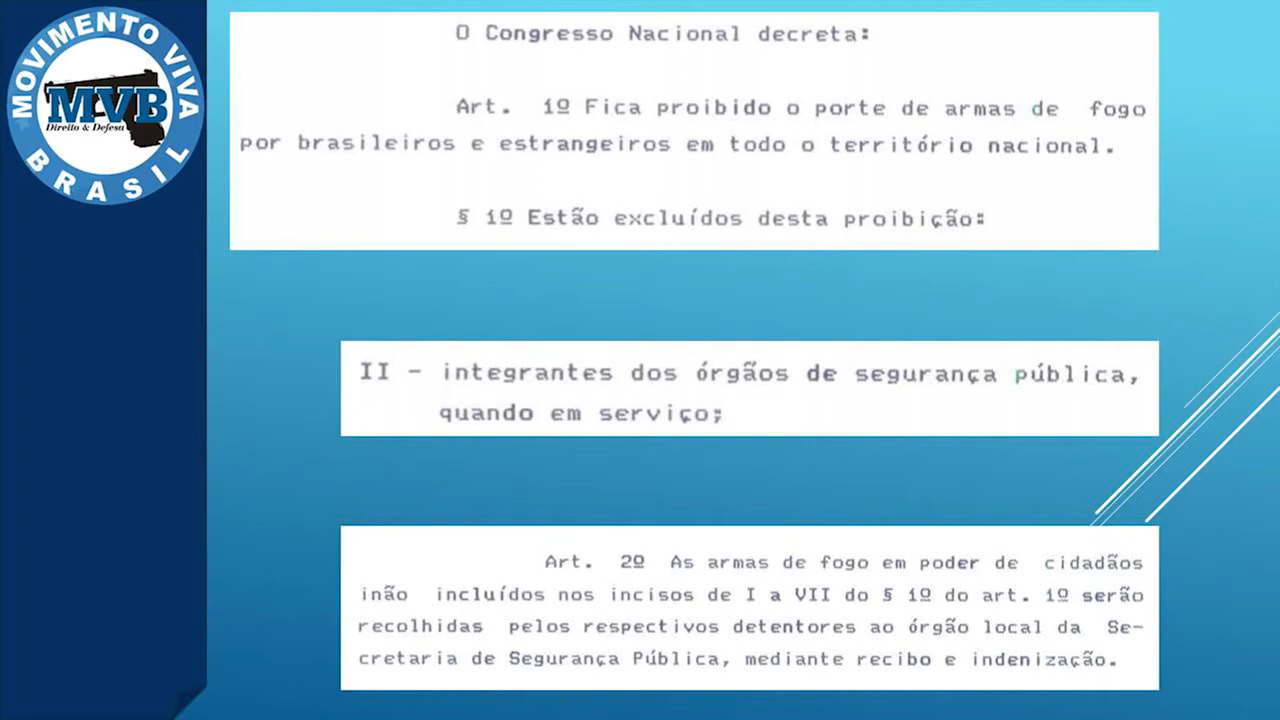 MOVIMENTO VIVA
MVB
Direito & Defesa
BRASIL
O Congresso Nacional decreta:
Art. 1º Fica proibido o porte de armas de fogo
por brasileiros e estrangeiros em todo o território nacional.
§ 1º Estão excluídos desta proibição:
II - integrantes dos órgãos de segurança pública,
quando em serviço;
Art. 2º As armas de fogo em poder de cidadãos
inão incluídos nos incisos de I a VII do § 1º do art. 1º serão
recolhidas pelos respectivos detentores ao órgão local da Se-
cretaria de Segurança Pública, mediante recibo e indenização.